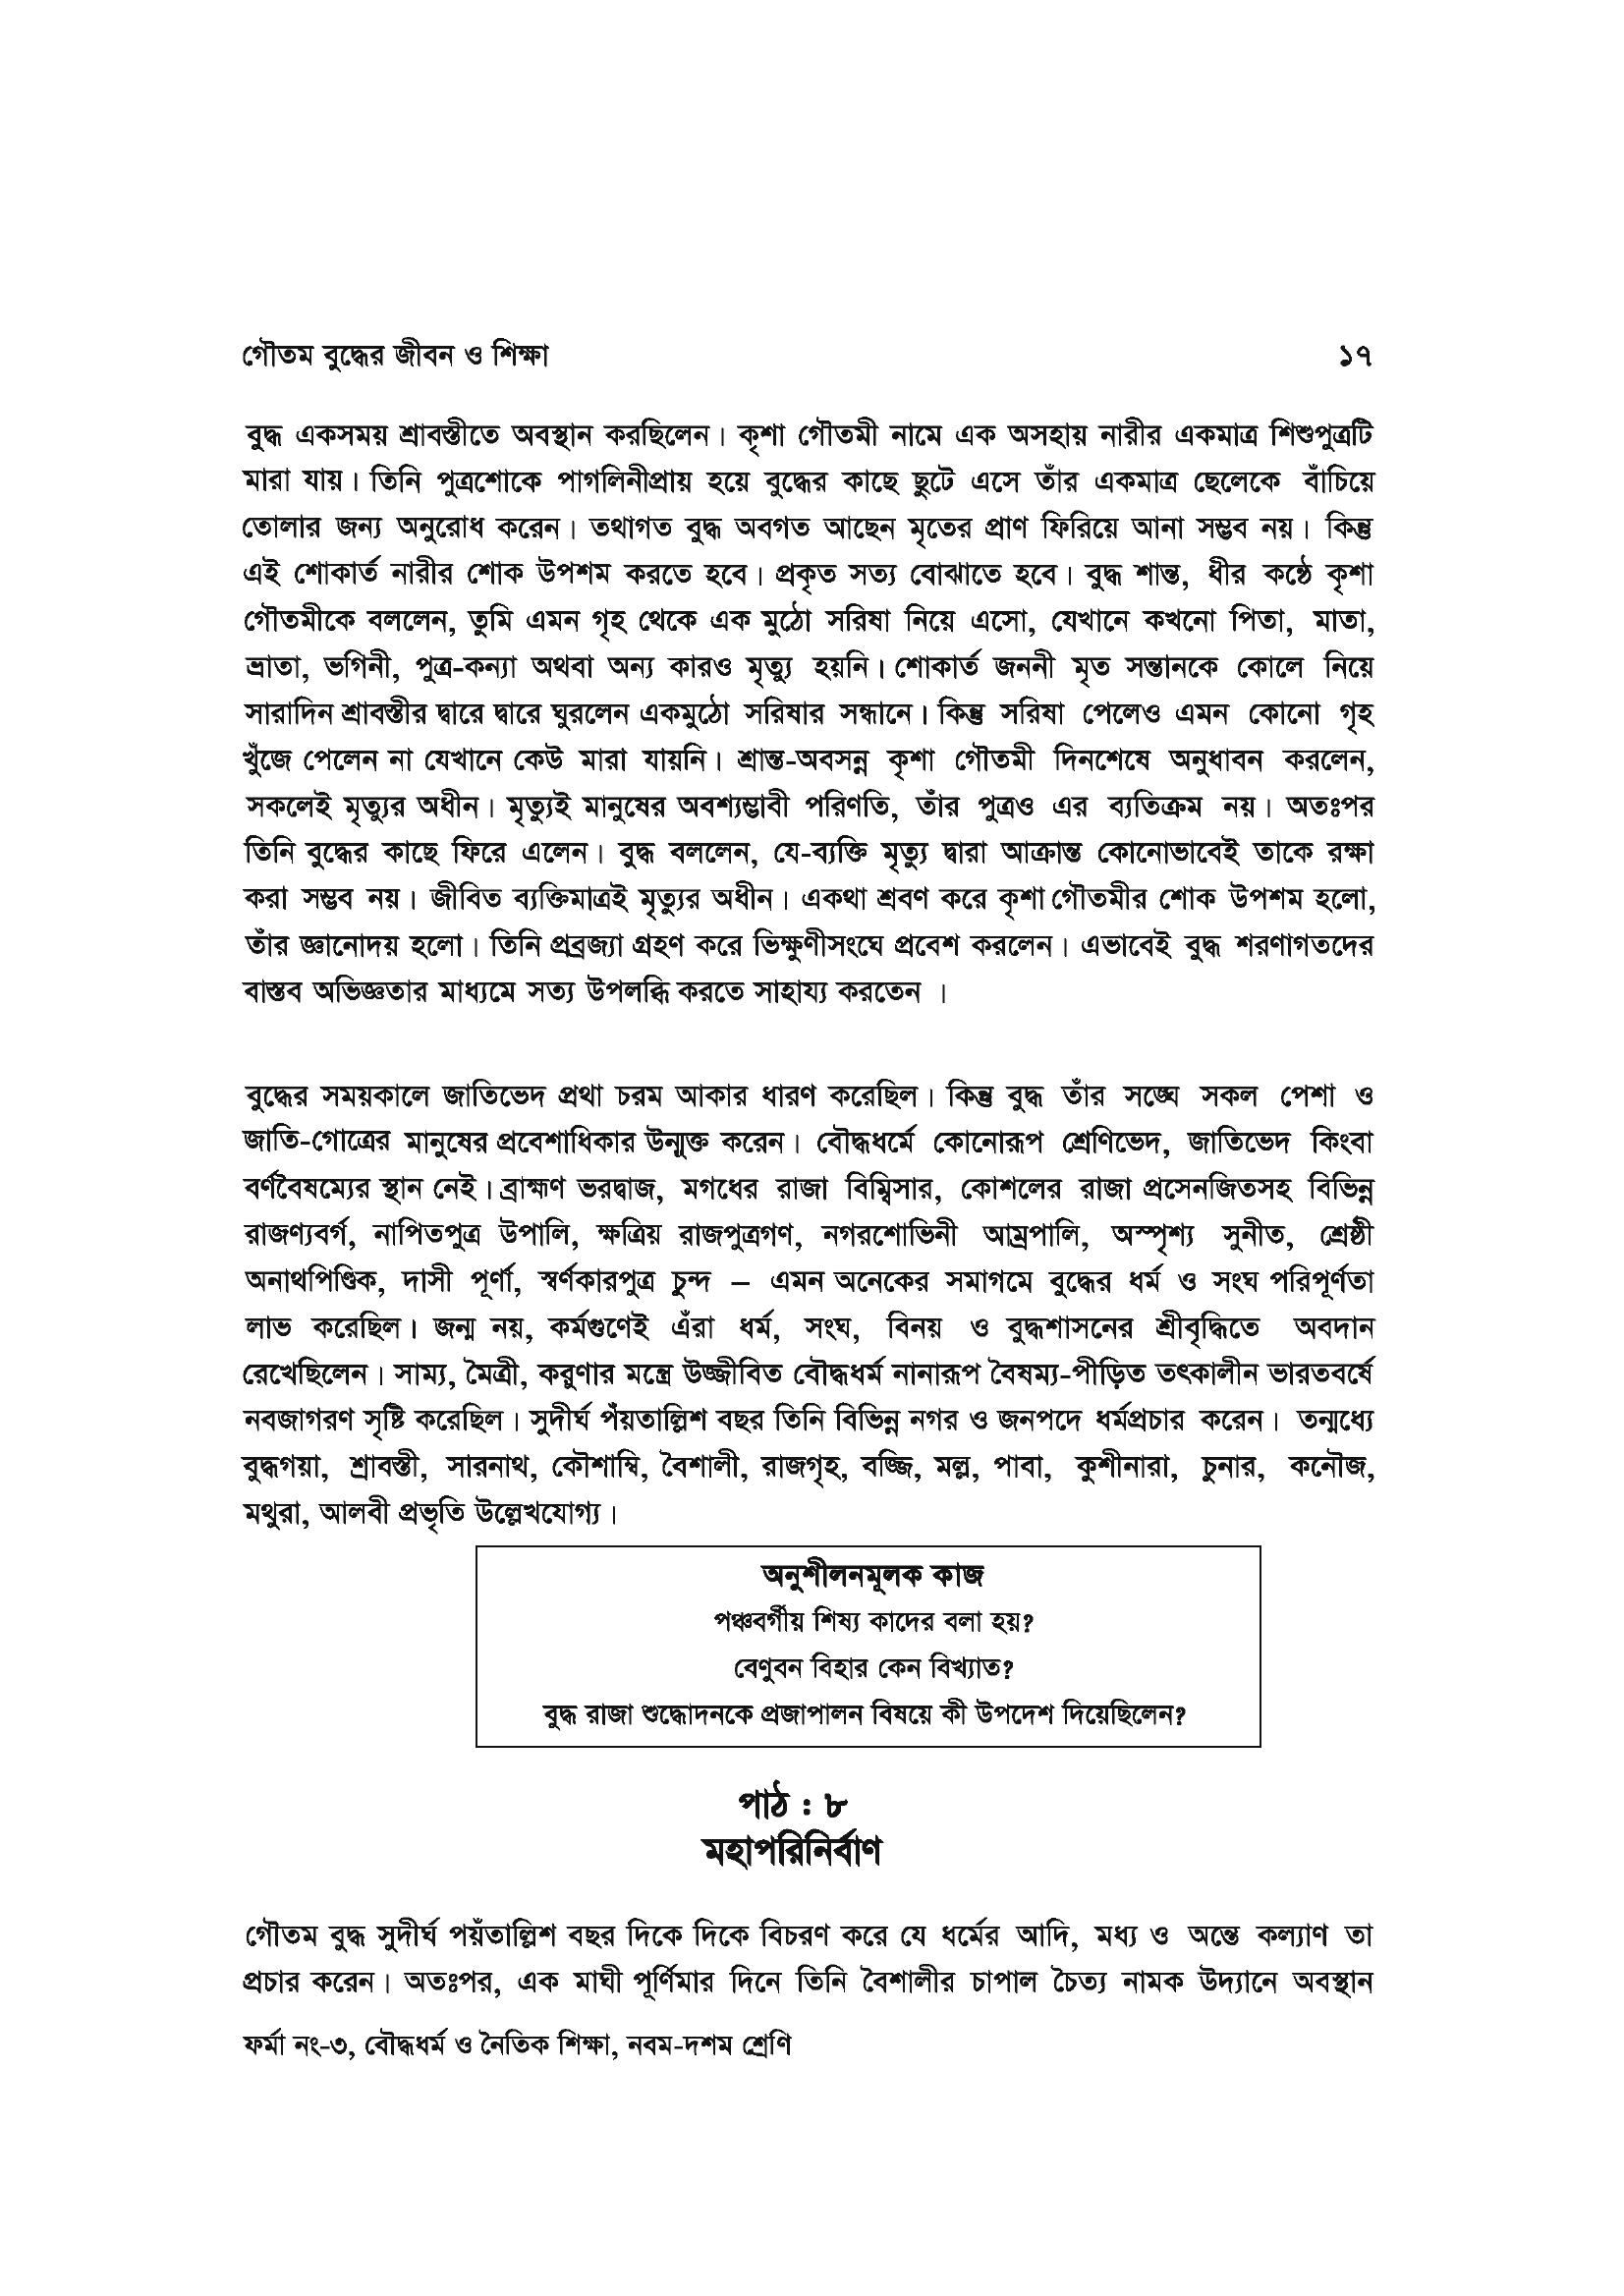 গৌতম বুদ্ধের জীবন ও শিক্ষা ১৭
বুদ্ধ একসময় শ্রাবস্তীতে অবস্থান করছিলেন। কৃশা গৌতমী নামে এক অসহায় নারীর একমাত্র শিশুপুত্রটি
মারা যায়। তিনি পুত্রশোকে পাগলিনীপ্রায় হয়ে বুদ্ধের কাছে ছুটে এসে তাঁর একমাত্র ছেলেকে বাঁচিয়ে
তোলার জন্য অনুরোধ করেন। তথাগত বুদ্ধ অবগত আছেন মৃতের প্রাণ ফিরিয়ে আনা সম্ভব নয়। কিন্তু
এই শোকার্ত নারীর শোক উপশম করতে হবে। প্রকৃত সত্য বোঝাতে হবে। বুদ্ধ শান্ত, ধীর কণ্ঠে কৃশা
গৌতমীকে বললেন, তুমি এমন গৃহ থেকে এক মুঠো সরিষা নিয়ে এসো, যেখানে কখনো পিতা, মাতা,
ভ্রাতা, ভগিনী, পুত্র-কন্যা অথবা অন্য কারও মৃত্যু হয়নি। শোকার্ত জননী মৃত সন্তানকে কোলে নিয়ে
সারাদিন শ্রাবস্তীর দ্বারে দ্বারে ঘুরলেন একমুঠো সরিষার সন্ধানে। কিন্তু সরিষা পেলেও এমন কোনো গৃহ
খুঁজে পেলেন না যেখানে কেউ মারা যায়নি। শ্রান্ত-অবসন্ন কৃশা গৌতমী দিনশেষে অনুধাবন করলেন,
সকলেই মৃত্যুর অধীন। মৃত্যুই মানুষের অবশ্যম্ভাবী পরিণতি, তাঁর পুত্রও এর ব্যতিক্রম নয়। অতঃপর
তিনি বুদ্ধের কাছে ফিরে এলেন। বুদ্ধ বললেন, যে-ব্যক্তি মৃত্যু দ্বারা আক্রান্ত কোনোভাবেই তাকে রক্ষা
করা সম্ভব নয়। জীবিত ব্যক্তিমাত্রই মৃত্যুর অধীন। একথা শ্রবণ করে কৃশা গৌতমীর শোক উপশম হলো,
তাঁর জ্ঞানোদয় হলো। তিনি প্রব্রজ্যা গ্রহণ করে ভিক্ষুণীসংঘে প্রবেশ করলেন। এভাবেই বুদ্ধ শরণাগতদের
বাস্তব অভিজ্ঞতার মাধ্যমে সত্য উপলব্ধি করতে সাহায্য করতেন ।
বুদ্ধের সময়কালে জাতিভেদ প্রথা চরম আকার ধারণ করেছিল। কিন্তু বুদ্ধ তাঁর সঙ্ঘে সকল পেশা ও
জাতি-গোত্রের মানুষের প্রবেশাধিকার উন্মুক্ত করেন। বৌদ্ধধর্মে কোনোরূপ শ্রেণিভেদ, জাতিভেদ কিংবা
বর্ণবৈষম্যের স্থান নেই। ব্রাহ্মণ ভরদ্বাজ, মগধের রাজা বিম্বিসার, কোশলের রাজা প্রসেনজিতসহ বিভিন্ন
রাজণ্যবর্গ, নাপিতপুত্র উপালি, ক্ষত্রিয় রাজপুত্রগণ, নগরশোভিনী আম্রপালি, অস্পৃশ্য সুনীত, শ্রেষ্ঠী
অনাথপিণ্ডিক, দাসী পূর্ণা, স্বর্ণকারপুত্র চুন্দ – এমন অনেকের সমাগমে বুদ্ধের ধর্ম ও সংঘ পরিপূর্ণতা
লাভ করেছিল। জন্ম নয়, কর্মগুণেই এঁরা ধর্ম, সংঘ, বিনয় ও বুদ্ধশাসনের শ্রীবৃদ্ধিতে অবদান
রেখেছিলেন। সাম্য, মৈত্রী, করুণার মন্ত্রে উজ্জীবিত বৌদ্ধধর্ম নানারূপ বৈষম্য-পীড়িত তৎকালীন ভারতবর্ষে
নবজাগরণ সৃষ্টি করেছিল। সুদীর্ঘ পঁয়তাল্লিশ বছর তিনি বিভিন্ন নগর ও জনপদে ধর্মপ্রচার করেন। তন্মধ্যে
বুদ্ধগয়া, শ্রাবস্তী, সারনাথ, কৌশাম্বি, বৈশালী, রাজগৃহ, বজ্জি, মল্ল, পাবা, কুশীনারা, চুনার, কনৌজ,
মথুরা, আলবী প্রভৃতি উল্লেখযোগ্য।
অনুশীলনমূলক কাজ
পঞ্চবর্গীয় শিষ্য কাদের বলা হয়?
বেণুবন বিহার কেন বিখ্যাত?
বুদ্ধ রাজা শুদ্ধোদনকে প্রজাপালন বিষয়ে কী উপদেশ দিয়েছিলেন?
পাঠ : ৮
মহাপরিনির্বাণ
গৌতম বুদ্ধ সুদীর্ঘ পয়ঁতাল্লিশ বছর দিকে দিকে বিচরণ করে যে ধর্মের আদি, মধ্য ও অন্তে কল্যাণ তা
প্রচার করেন। অতঃপর, এক মাঘী পূর্ণিমার দিনে তিনি বৈশালীর চাপাল চৈত্য নামক উদ্যানে অবস্থান
ফর্মা নং-৩, বৌদ্ধধর্ম ও নৈতিক শিক্ষা, নবম-দশম শ্রেণি